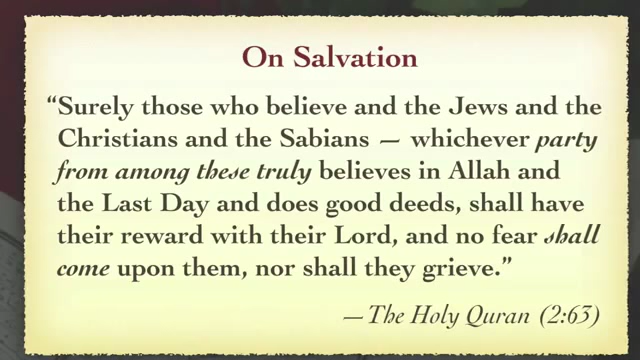 On Salvation
“Surely those who believe and the Jews and the
Christians and the Sabians — whichever party
from among these truly believes in Allah and
the Last Day and does good deeds, shall have
their reward with their Lord, and no fear shall
come upon them, nor shall they grieve.”
—The Holy Quran (2:63)